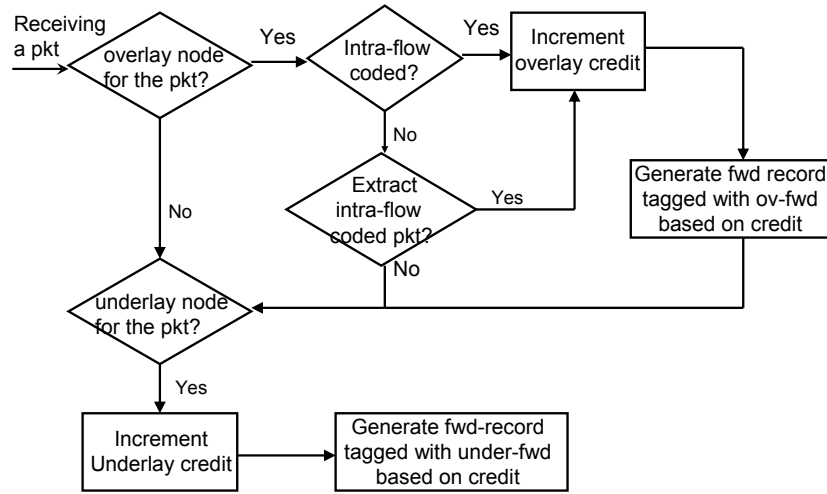 Receiving
a pkt
overlay node
for the pkt?
Yes
Intra-flow
coded?
Yes
Increment
overlay credit
No
No
Extract
intra-flow
coded pkt?
Yes
Generate fwd record
tagged with ov-fwd
based on credit
No
underlay node
for the pkt?
Yes
Increment
Underlay credit
Generate fwd-record
tagged with under-fwd
based on credit